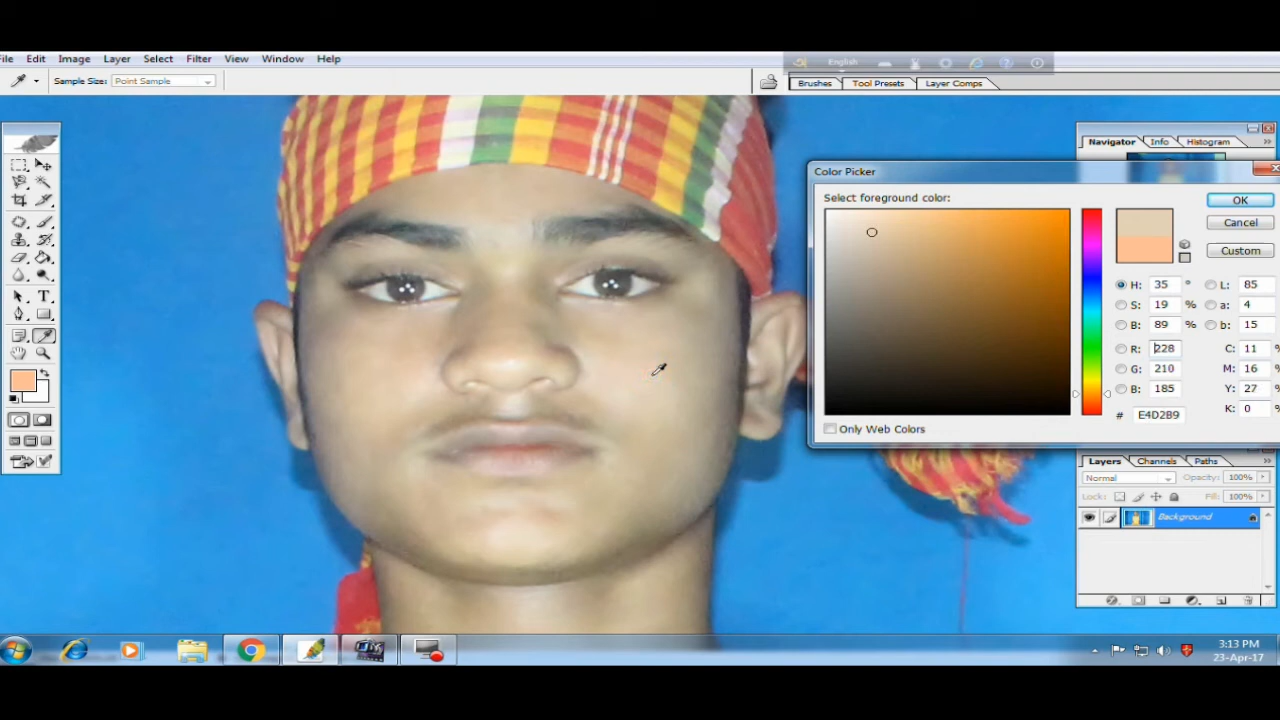 File Edit Image Layer Select Filter View Window Help
English
Sample Size: Point Sample
Brushes Tool Presets Layer Comps
Navigator Info Histogram
Color Picker
Select foreground color:
OK
Cancel
Custom
H: 35 ° L: 85
S: 19 % a: 4
B: 89 % b: 15
R: 228 C: 11 %
G: 210 M: 16 %
B: 185 Y: 27 %
# E4D2B9 K: 0 %
Only Web Colors
Layers Channels Paths
Normal Opacity: 100%
Lock: Fill: 100%
Background
3:13 PM
23-Apr-17